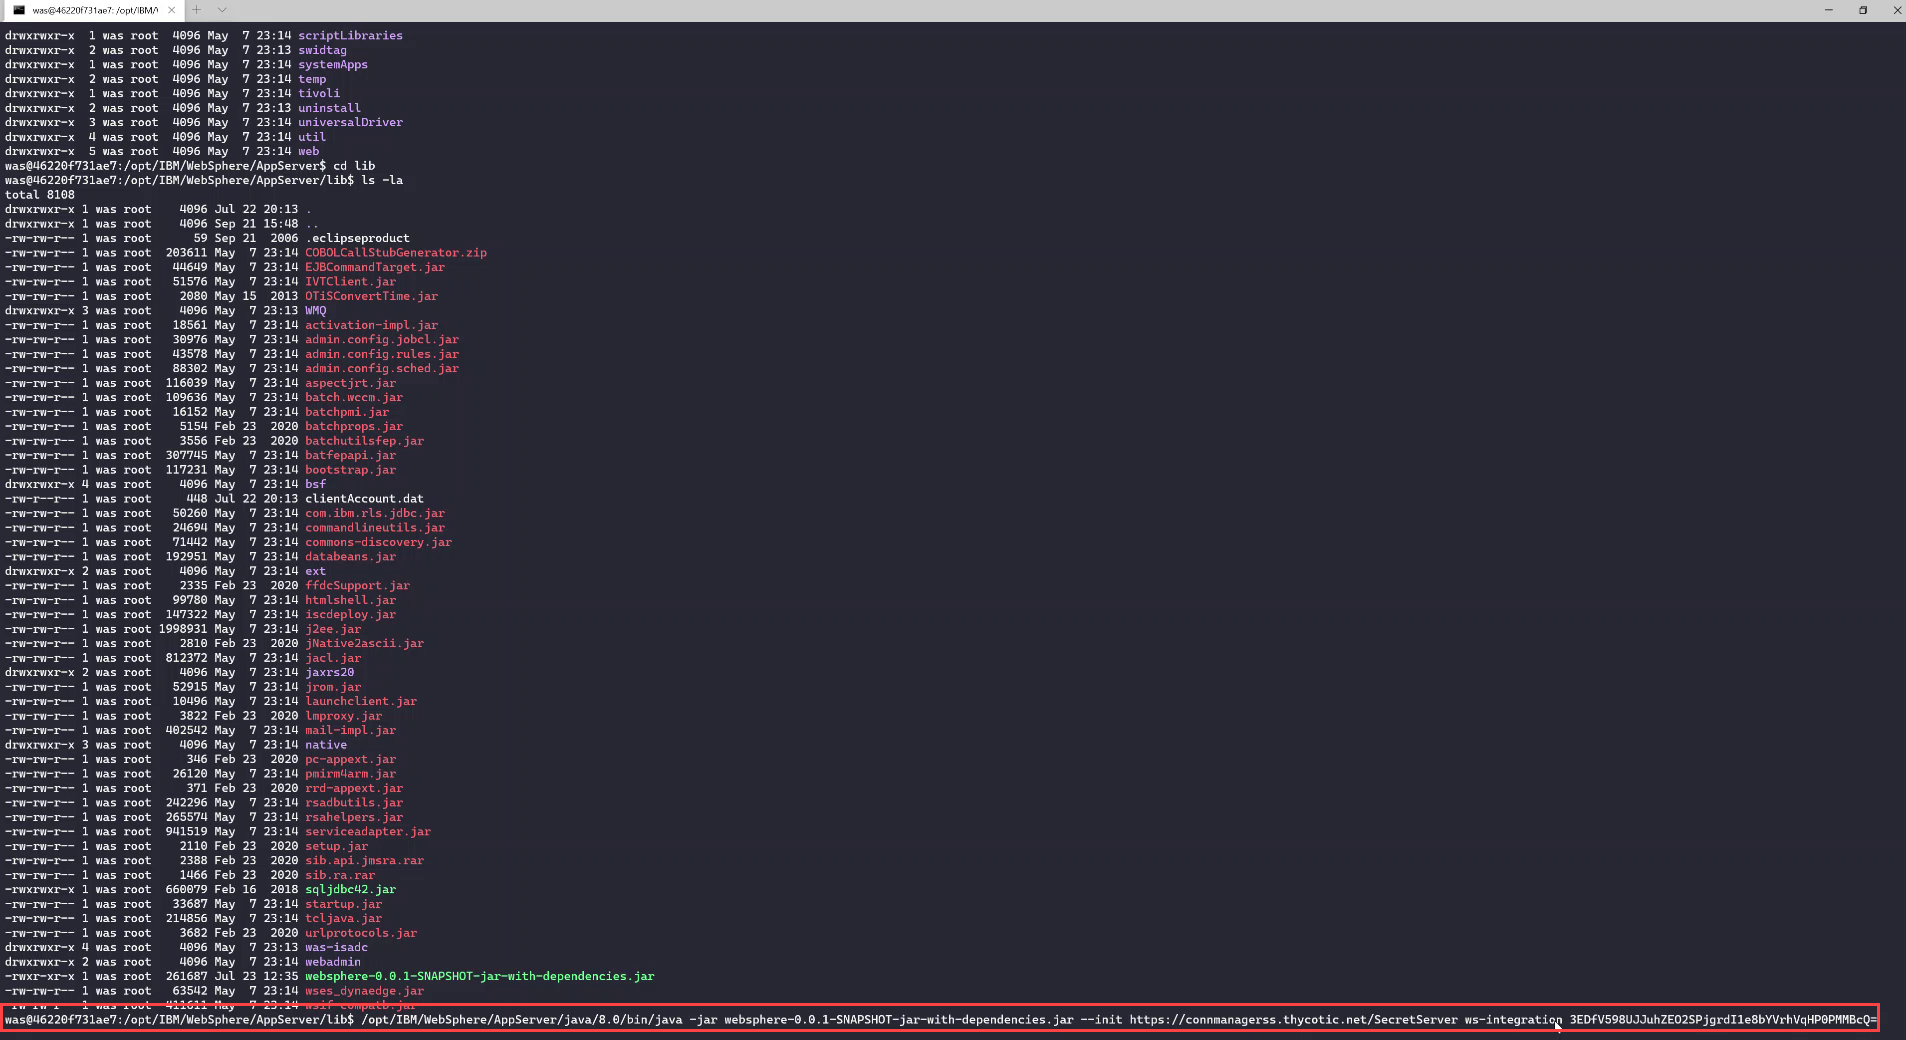 was@46220f731ae7: /opt/IBM/
drwxrwxr-x  1 was root   4096 May  7 23:14 scriptLibraries
drwxrwxr-x  2 was root   4096 May  7 23:13 swidtag
drwxrwxr-x  1 was root   4096 May  7 23:14 systemApps
drwxrwxr-x  2 was root   4096 May  7 23:14 temp
drwxrwxr-x  1 was root   4096 May  7 23:14 tivoli
drwxrwxr-x  2 was root   4096 May  7 23:13 uninstall
drwxrwxr-x  3 was root   4096 May  7 23:14 universalDriver
drwxrwxr-x  4 was root   4096 May  7 23:14 util
drwxrwxr-x  5 was root   4096 May  7 23:14 web
was@46220f731ae7:/opt/IBM/WebSphere/AppServer$ cd lib
was@46220f731ae7:/opt/IBM/WebSphere/AppServer/lib$ ls -la
total 8108
drwxrwxr-x 1 was root    4096 Jul 22 20:13 .
drwxrwxr-x 1 was root    4096 Sep 21 15:48 ..
-rw-rw-r-- 1 was root      59 Sep 21  2006 .eclipseproduct
-rw-rw-r-- 1 was root  203611 May  7 23:14 COBOLCallStubGenerator.zip
-rw-rw-r-- 1 was root   44649 May  7 23:14 EJBCommandTarget.jar
-rw-rw-r-- 1 was root   51576 May  7 23:14 IVTClient.jar
-rw-rw-r-- 1 was root    2080 May 15  2013 OTiSConvertTime.jar
drwxrwxr-x 3 was root    4096 May  7 23:13 WMQ
-rw-rw-r-- 1 was root   18561 May  7 23:14 activation-impl.jar
-rw-rw-r-- 1 was root   30976 May  7 23:14 admin.config.jobcl.jar
-rw-rw-r-- 1 was root   43578 May  7 23:14 admin.config.rules.jar
-rw-rw-r-- 1 was root   88302 May  7 23:14 admin.config.sched.jar
-rw-rw-r-- 1 was root  116039 May  7 23:14 aspectjrt.jar
-rw-rw-r-- 1 was root  109636 May  7 23:14 batch.wccm.jar
-rw-rw-r-- 1 was root   16152 May  7 23:14 batchpmi.jar
-rw-rw-r-- 1 was root    5154 Feb 23  2020 batchprops.jar
-rw-rw-r-- 1 was root    3556 Feb 23  2020 batchutilsfep.jar
-rw-rw-r-- 1 was root  307745 May  7 23:14 batfepapi.jar
-rw-rw-r-- 1 was root  117231 May  7 23:14 bootstrap.jar
drwxrwxr-x 4 was root    4096 May  7 23:14 bsf
-rw-r--r-- 1 was root     448 Jul 22 20:13 clientAccount.dat
-rw-rw-r-- 1 was root   50260 May  7 23:14 com.ibm.rls.jdbc.jar
-rw-rw-r-- 1 was root   24694 May  7 23:14 commandlineutils.jar
-rw-rw-r-- 1 was root   71442 May  7 23:14 commons-discovery.jar
-rw-rw-r-- 1 was root  192951 May  7 23:14 databeans.jar
drwxrwxr-x 2 was root    4096 May  7 23:14 ext
-rw-rw-r-- 1 was root    2335 Feb 23  2020 ffdcSupport.jar
-rw-rw-r-- 1 was root   99780 May  7 23:14 htmlshell.jar
-rw-rw-r-- 1 was root  147322 May  7 23:14 iscdeploy.jar
-rw-rw-r-- 1 was root 1998931 May  7 23:14 j2ee.jar
-rw-rw-r-- 1 was root    2810 Feb 23  2020 jNative2ascii.jar
-rw-rw-r-- 1 was root  812372 May  7 23:14 jacl.jar
drwxrwxr-x 2 was root    4096 May  7 23:14 jaxrs20
-rw-rw-r-- 1 was root   52915 May  7 23:14 jrom.jar
-rw-rw-r-- 1 was root   10496 May  7 23:14 launchclient.jar
-rw-rw-r-- 1 was root    3822 Feb 23  2020 lmproxy.jar
-rw-rw-r-- 1 was root  402542 May  7 23:14 mail-impl.jar
drwxrwxr-x 3 was root    4096 May  7 23:14 native
-rw-rw-r-- 1 was root     346 Feb 23  2020 pc-appext.jar
-rw-rw-r-- 1 was root   26120 May  7 23:14 pmirm4arm.jar
-rw-rw-r-- 1 was root     371 Feb 23  2020 rrd-appext.jar
-rw-rw-r-- 1 was root  242296 May  7 23:14 rsadbutils.jar
-rw-rw-r-- 1 was root  265574 May  7 23:14 rsahelpers.jar
-rw-rw-r-- 1 was root  941519 May  7 23:14 serviceadapter.jar
-rw-rw-r-- 1 was root    2110 Feb 23  2020 setup.jar
-rw-rw-r-- 1 was root    2388 Feb 23  2020 sib.api.jmsra.rar
-rw-rw-r-- 1 was root    1466 Feb 23  2020 sib.ra.rar
-rwxrwxr-x 1 was root  660079 Feb 16  2018 sqljdbc42.jar
-rw-rw-r-- 1 was root   33687 May  7 23:14 startup.jar
-rw-rw-r-- 1 was root  214856 May  7 23:14 tcljava.jar
-rw-rw-r-- 1 was root    3682 Feb 23  2020 urlprotocols.jar
drwxrwxr-x 4 was root    4096 May  7 23:13 was-isadc
drwxrwxr-x 2 was root    4096 May  7 23:14 webadmin
-rwxr-xr-x 1 was root  261687 Jul 23 12:35 websphere-0.0.1-SNAPSHOT-jar-with-dependencies.jar
-rw-rw-r-- 1 was root   63542 May  7 23:14 wses_dynaedge.jar
-rw-rw-r-- 1 was root  411611 May  7 23:14 wsif-compatb.jar
was@46220f731ae7:/opt/IBM/WebSphere/AppServer/lib$ /opt/IBM/WebSphere/AppServer/java/8.0/bin/java -jar websphere-0.0.1-SNAPSHOT-jar-with-dependencies.jar --init https://connmanagerss.thycotic.net/SecretServer ws-integration 3EDfV598UJJuhZEO2SPjgrdI1e8bYVrhVqHP0PMMBcQ=